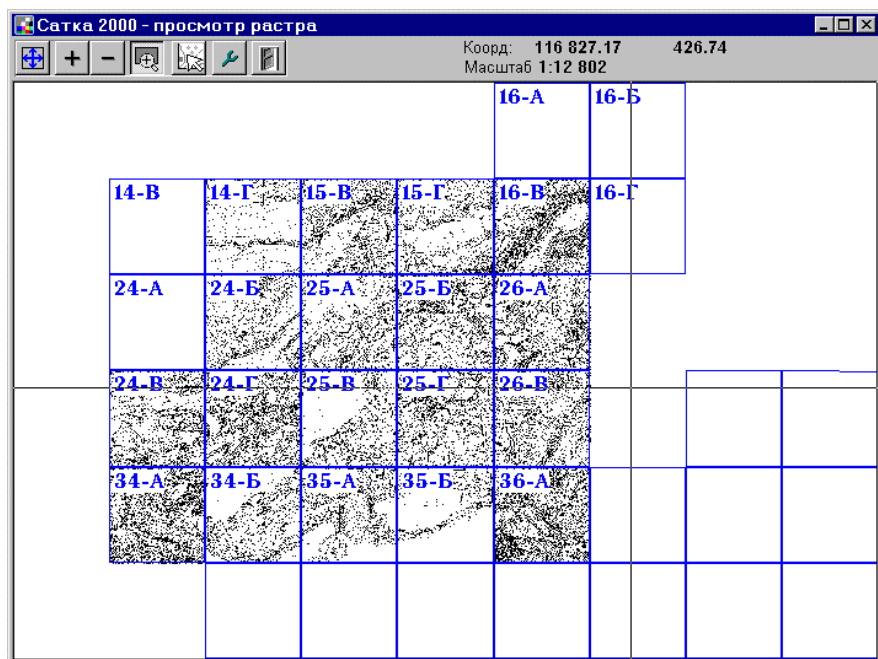 Сатка 2000 - просмотр растра
Коорд: 116 827.17 426.74
Масштаб 1:12 802
16-А 16-Б
14-В 14-Г 15-В 15-Г 16-В 16-Г
24-А 24-Б 25-А 25-Б 26-А
24-В 24-Г 25-В 25-Г 26-В
34-А 34-Б 35-А 35-Б 36-А